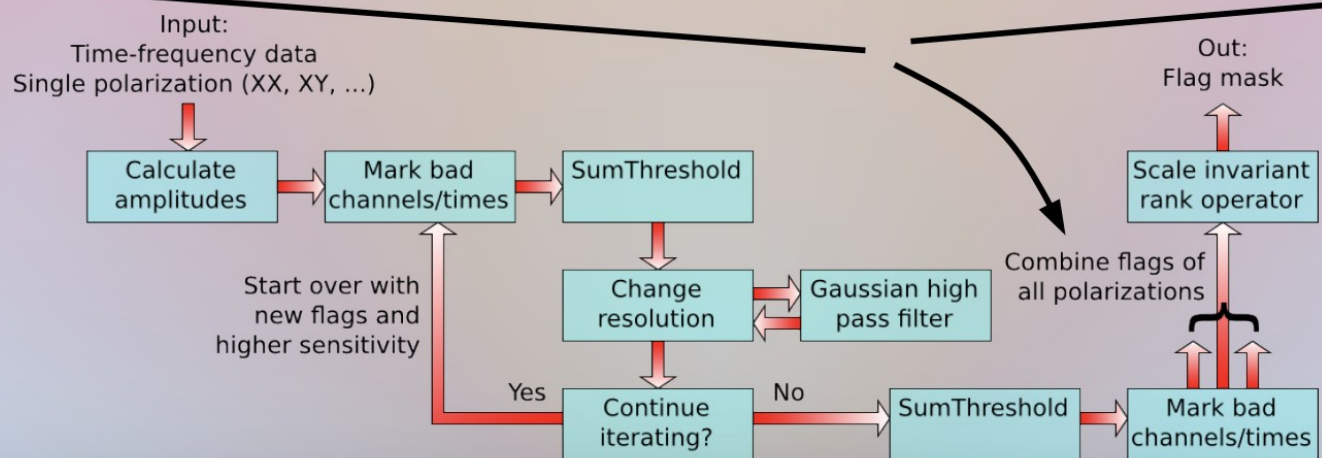 Input:
Time-frequency data
Single polarization (XX, XY, ...)
Calculate
amplitudes
Mark bad
channels/times
SumThreshold
Change
resolution
Gaussian high
pass filter
Start over with
new flags and
higher sensitivity
Yes
Continue
iterating?
No
SumThreshold
Mark bad
channels/times
Combine flags of
all polarizations
Scale invariant
rank operator
Out:
Flag mask